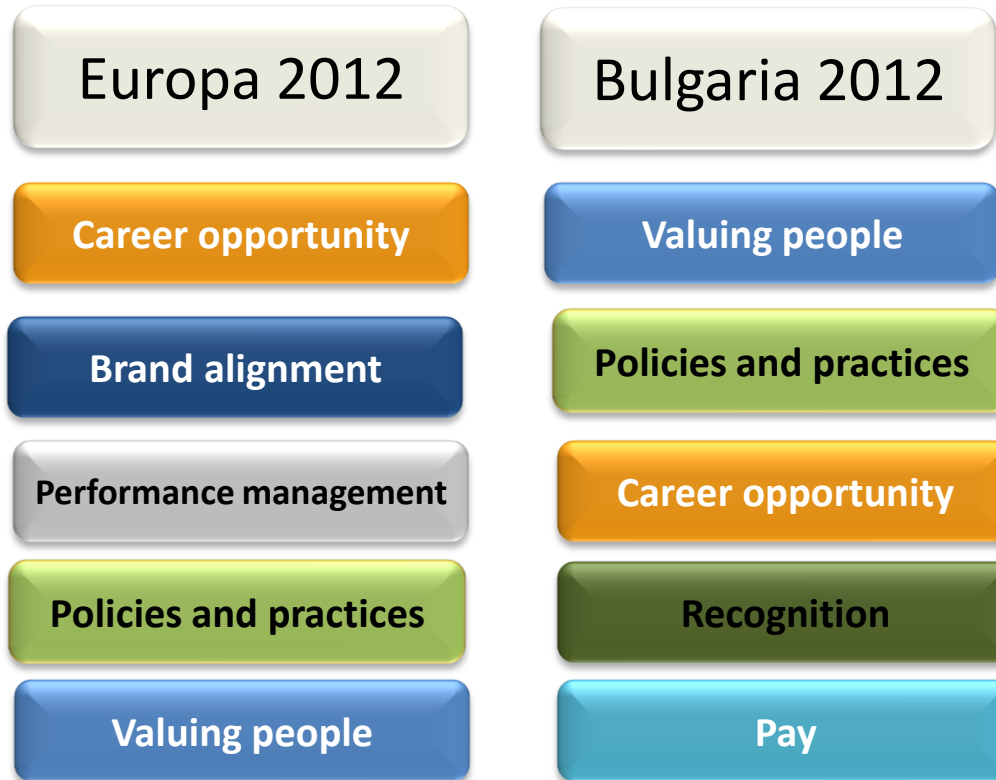 Europa 2012
Career opportunity
Brand alignment
Performance management
Policies and practices
Valuing people
Bulgaria 2012
Valuing people
Policies and practices
Career opportunity
Recognition
Pay